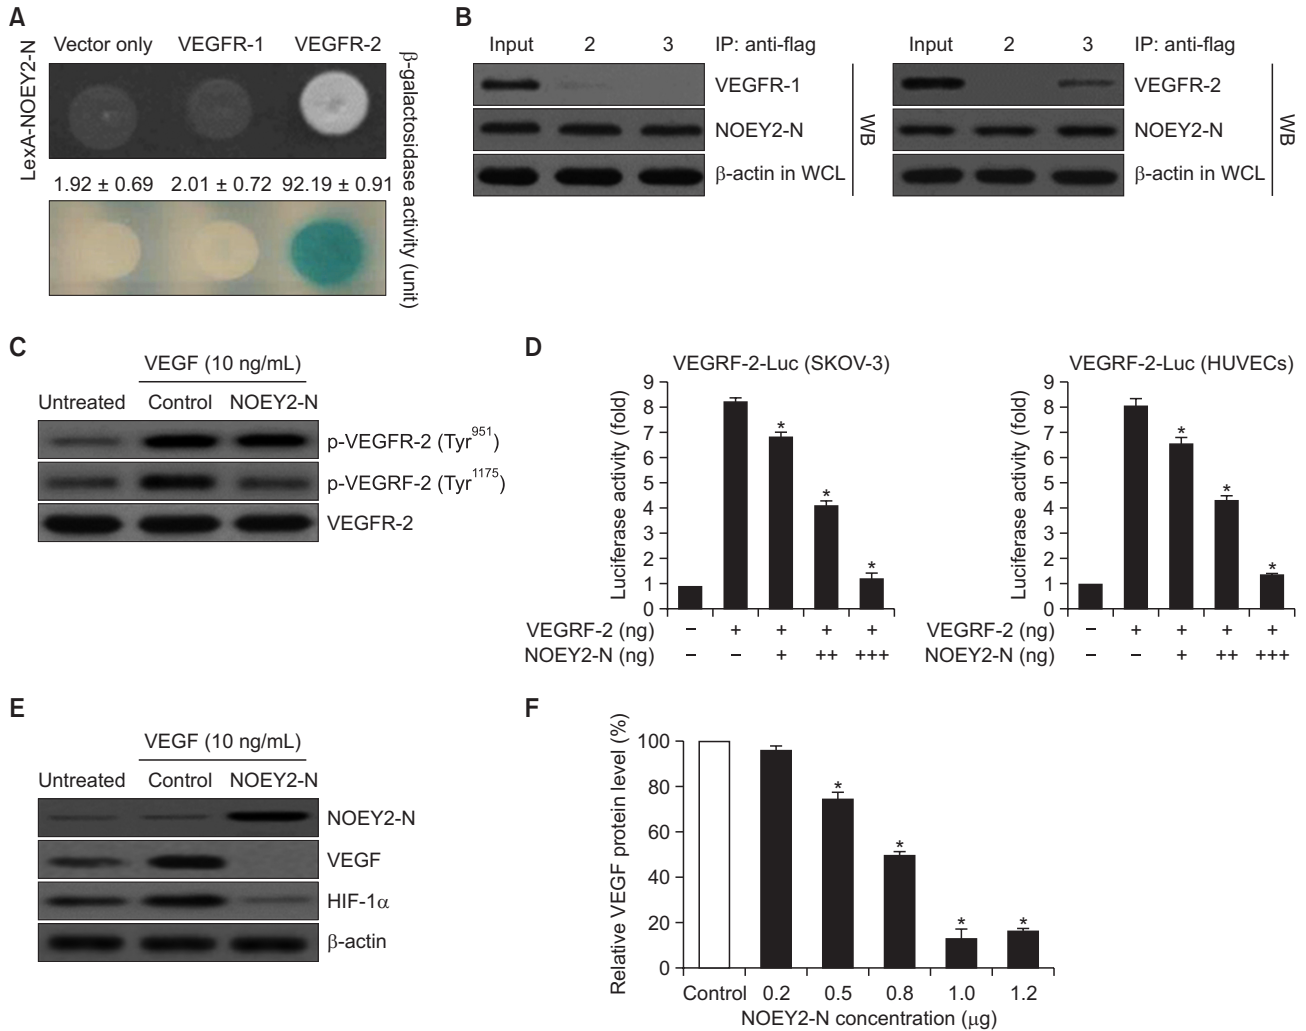 A
LexA-NOEY2-N
Vector only VEGFR-1 VEGFR-2
1.92 ± 0.69 2.01 ± 0.72 92.19 ± 0.91
β-galactosidase activity (unit)
B
Input 2 3 IP: anti-flag
VEGFR-1
NOEY2-N
β-actin in WCL
WB
Input 2 3 IP: anti-flag
VEGFR-2
NOEY2-N
β-actin in WCL
WB
C
VEGF (10 ng/mL)
Untreated Control NOEY2-N
p-VEGFR-2 (Tyr951)
p-VEGRF-2 (Tyr1175)
VEGFR-2
D
VEGRF-2-Luc (SKOV-3)
Luciferase activity (fold)
9
8
7
6
5
4
3
2
1
0
* * *
VEGRF-2 (ng) − + + + +
NOEY2-N (ng) − − + ++ +++
VEGRF-2-Luc (HUVECs)
Luciferase activity (fold)
9
8
7
6
5
4
3
2
1
0
* * *
VEGRF-2 (ng) − + + + +
NOEY2-N (ng) − − + ++ +++
E
VEGF (10 ng/mL)
Untreated Control NOEY2-N
NOEY2-N
VEGF
HIF-1α
β-actin
F
Relative VEGF protein level (%)
100
80
60
40
20
0
* * * *
Control 0.2 0.5 0.8 1.0 1.2
NOEY2-N concentration (μg)